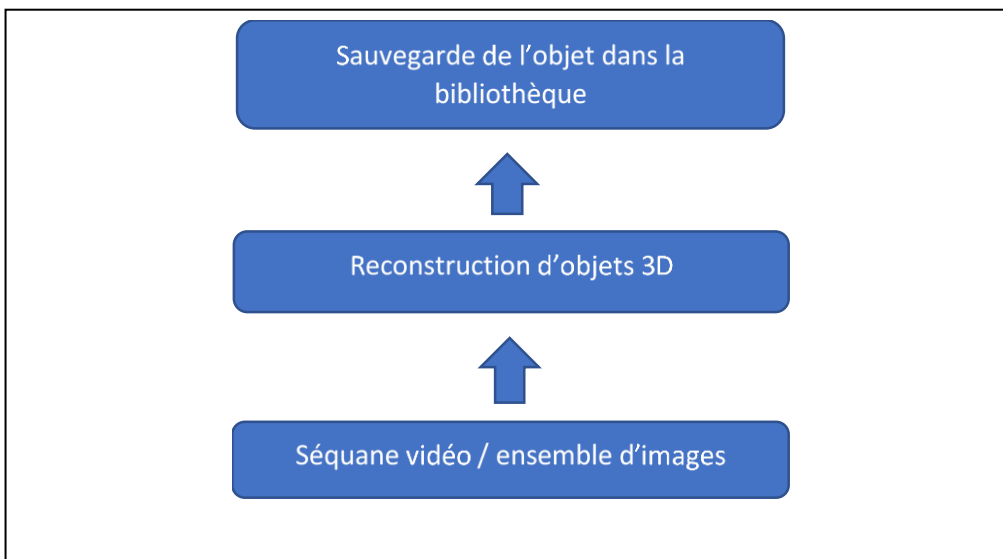 Sauvegarde de l’objet dans la
bibliothèque
Reconstruction d’objets 3D
Séquane vidéo / ensemble d’images